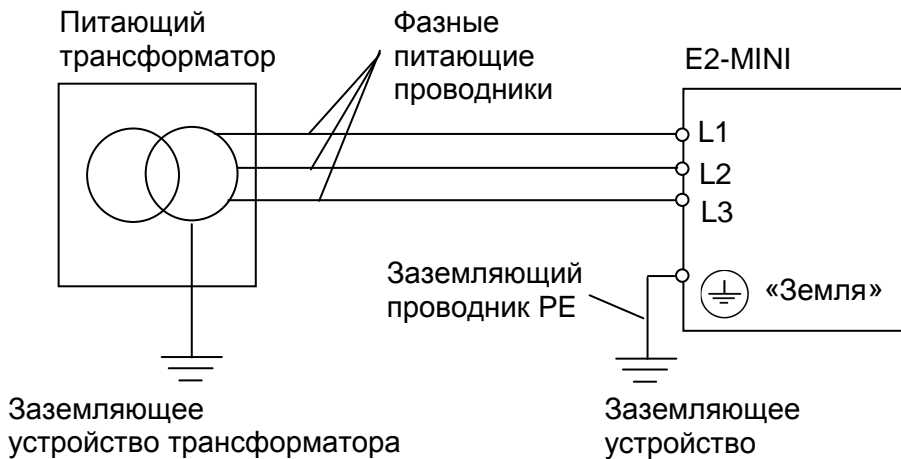 Питающий
трансформатор
Фазные
питающие
проводники
E2-MINI
L1
L2
L3
Заземляющий
проводник PE
«Земля»
Заземляющее
устройство трансформатора
Заземляющее
устройство